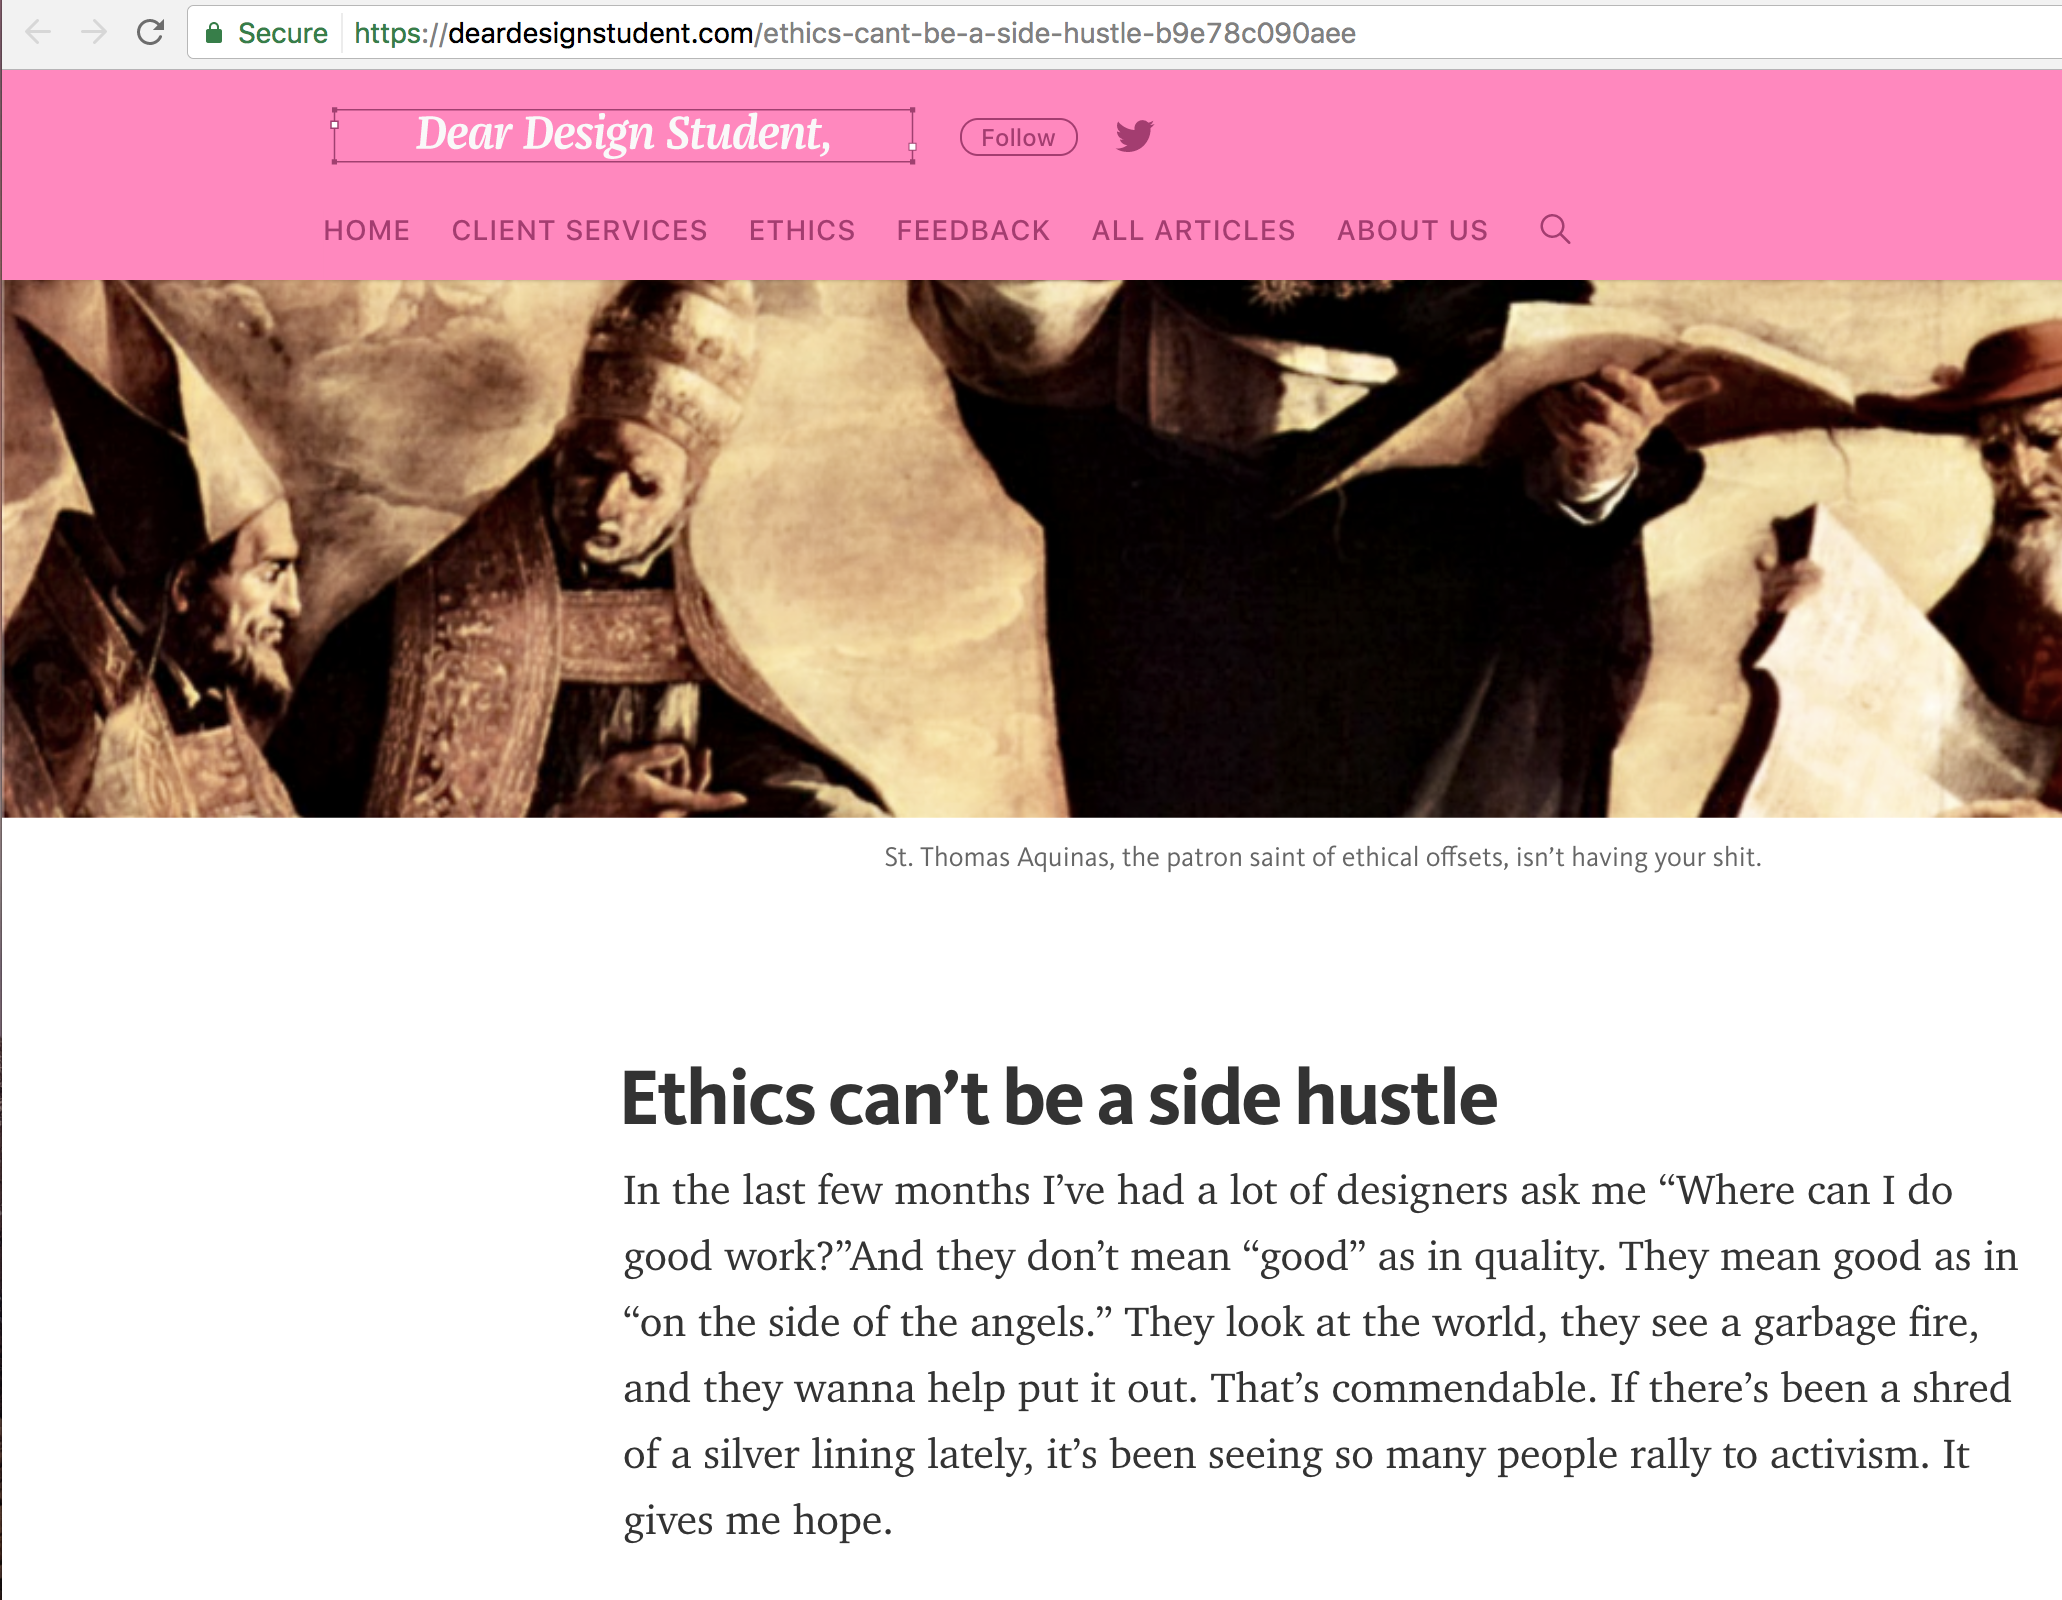 Secure https://deardesignstudent.com/ethics-cant-be-a-side-hustle-b9e78c090aee
Dear Design Student,
Follow
HOME CLIENT SERVICES ETHICS FEEDBACK ALL ARTICLES ABOUT US
St. Thomas Aquinas, the patron saint of ethical offsets, isn’t having your shit.
Ethics can’t be a side hustle
In the last few months I’ve had a lot of designers ask me “Where can I do
good work?”And they don’t mean “good” as in quality. They mean good as in
“on the side of the angels.” They look at the world, they see a garbage fire,
and they wanna help put it out. That’s commendable. If there’s been a shred
of a silver lining lately, it’s been seeing so many people rally to activism. It
gives me hope.